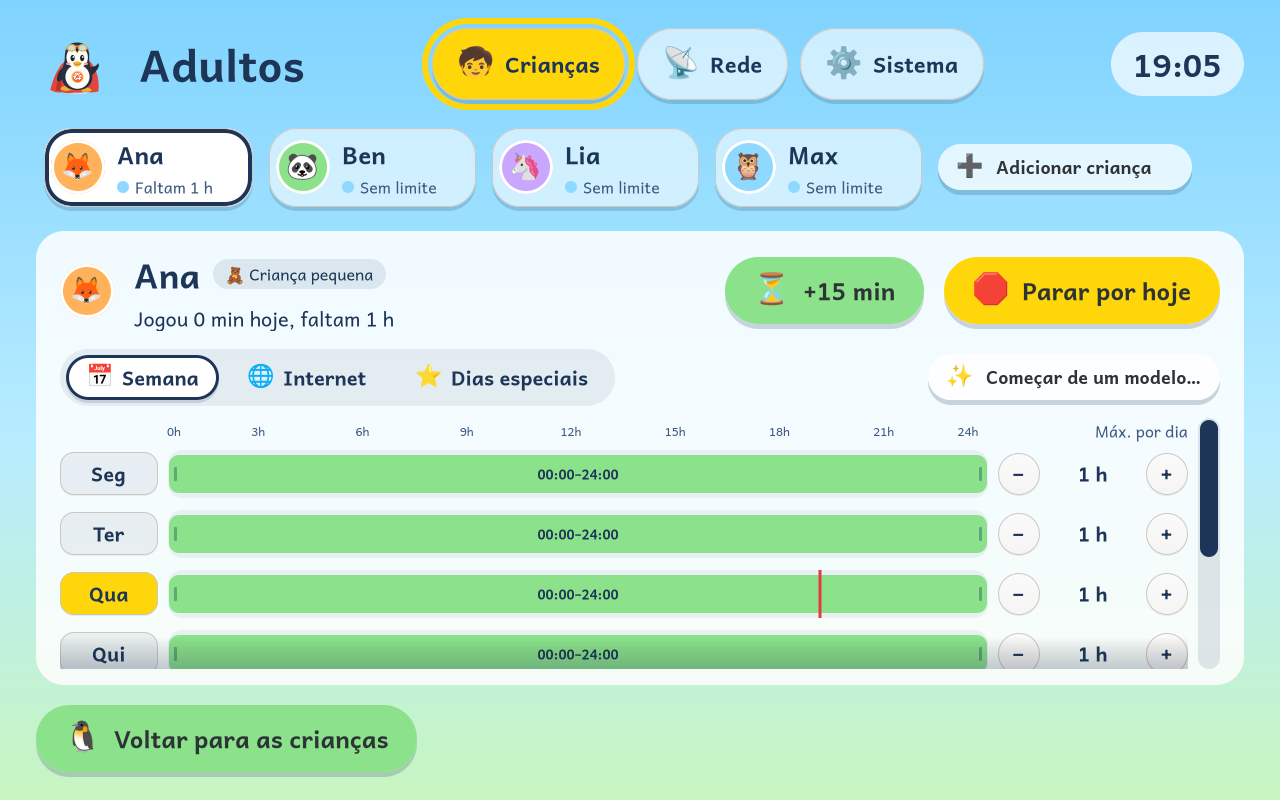 Adultos
Crianças
Rede
Sistema
19:05
Ana
Faltam 1 h
Ben
Sem limite
Lia
Sem limite
Max
Sem limite
Adicionar criança
Ana
Criança pequena
Jogou 0 min hoje, faltam 1 h
+15 min
Parar por hoje
Semana
Internet
Dias especiais
Começar de um modelo...
0h 3h 6h 9h 12h 15h 18h 21h 24h Máx. por dia
Seg 00:00–24:00 − 1 h +
Ter 00:00–24:00 − 1 h +
Qua 00:00–24:00 − 1 h +
Qui 00:00–24:00 − 1 h +
Voltar para as crianças